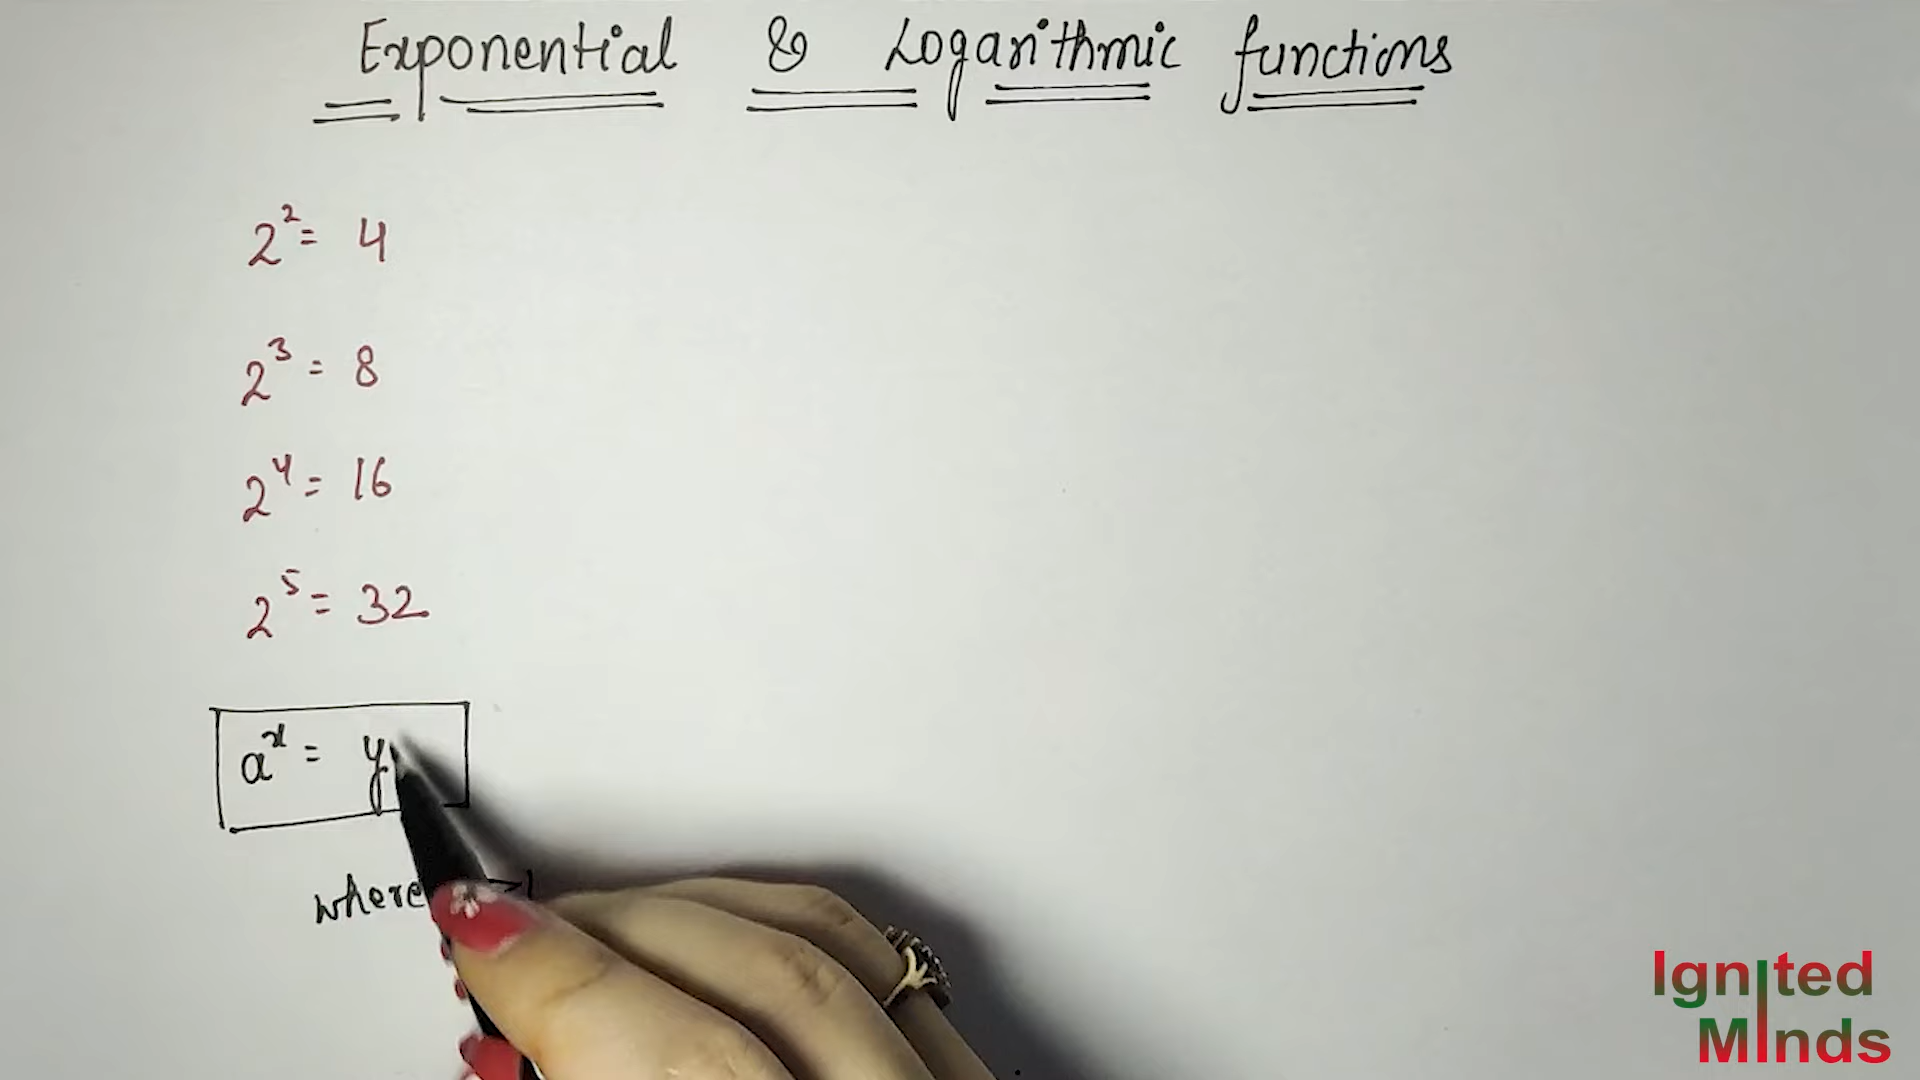 Exponential & Logarithmic functions
2² = 4
2³ = 8
2⁴ = 16
2⁵ = 32
aˣ = y
where
Ignited
Minds